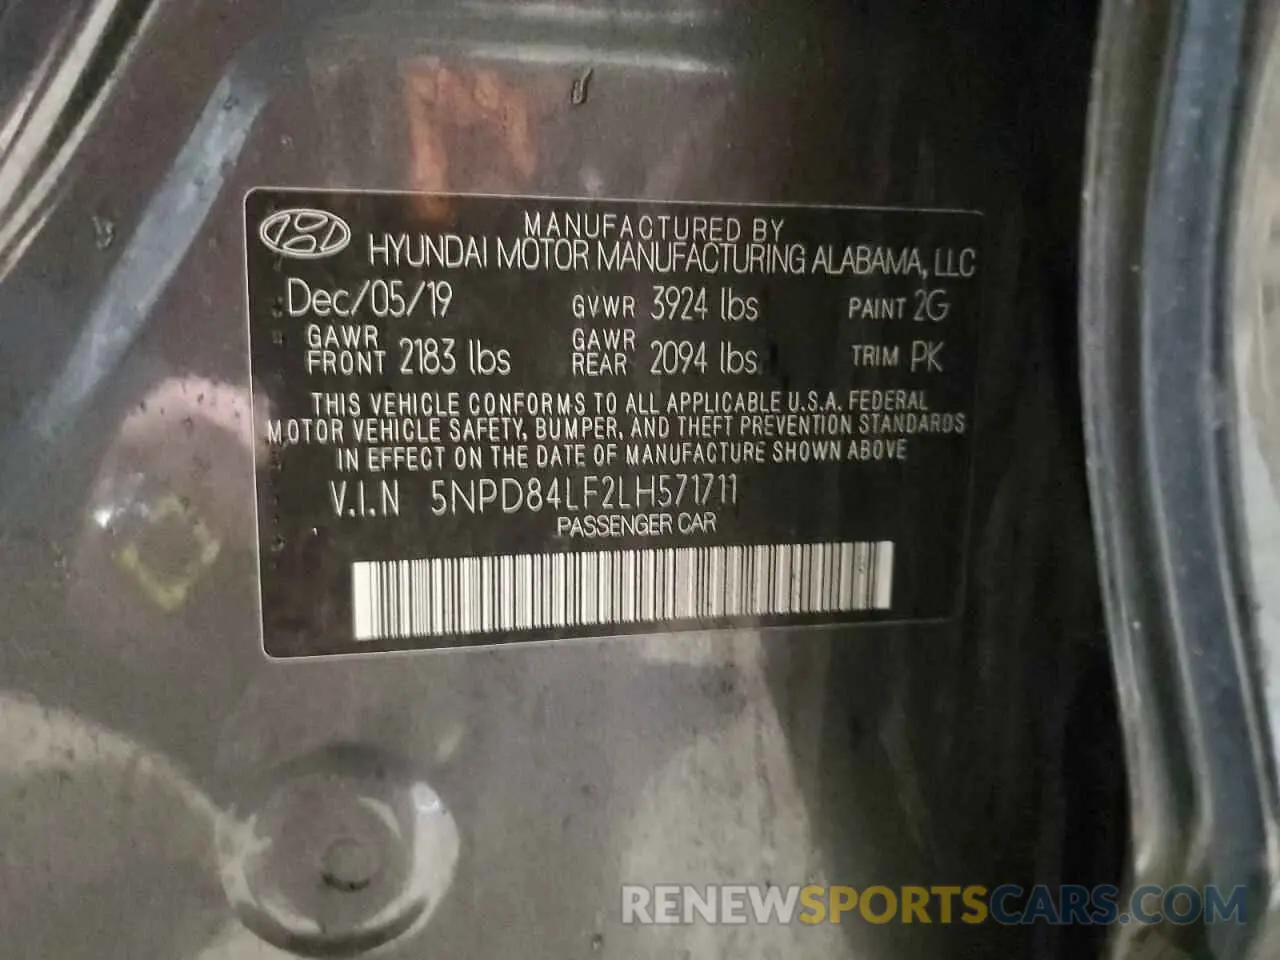 MANUFACTURED BY
HYUNDAI MOTOR MANUFACTURING ALABAMA, LLC
Dec/05/19 GVWR 3924 lbs PAINT 2G
GAWR FRONT 2183 lbs GAWR REAR 2094 lbs TRIM PK
THIS VEHICLE CONFORMS TO ALL APPLICABLE U.S.A. FEDERAL
MOTOR VEHICLE SAFETY, BUMPER, AND THEFT PREVENTION STANDARDS
IN EFFECT ON THE DATE OF MANUFACTURE SHOWN ABOVE
V.I.N 5NPD84LF2LH571711
PASSENGER CAR
RENEWSPORTSCARS.COM